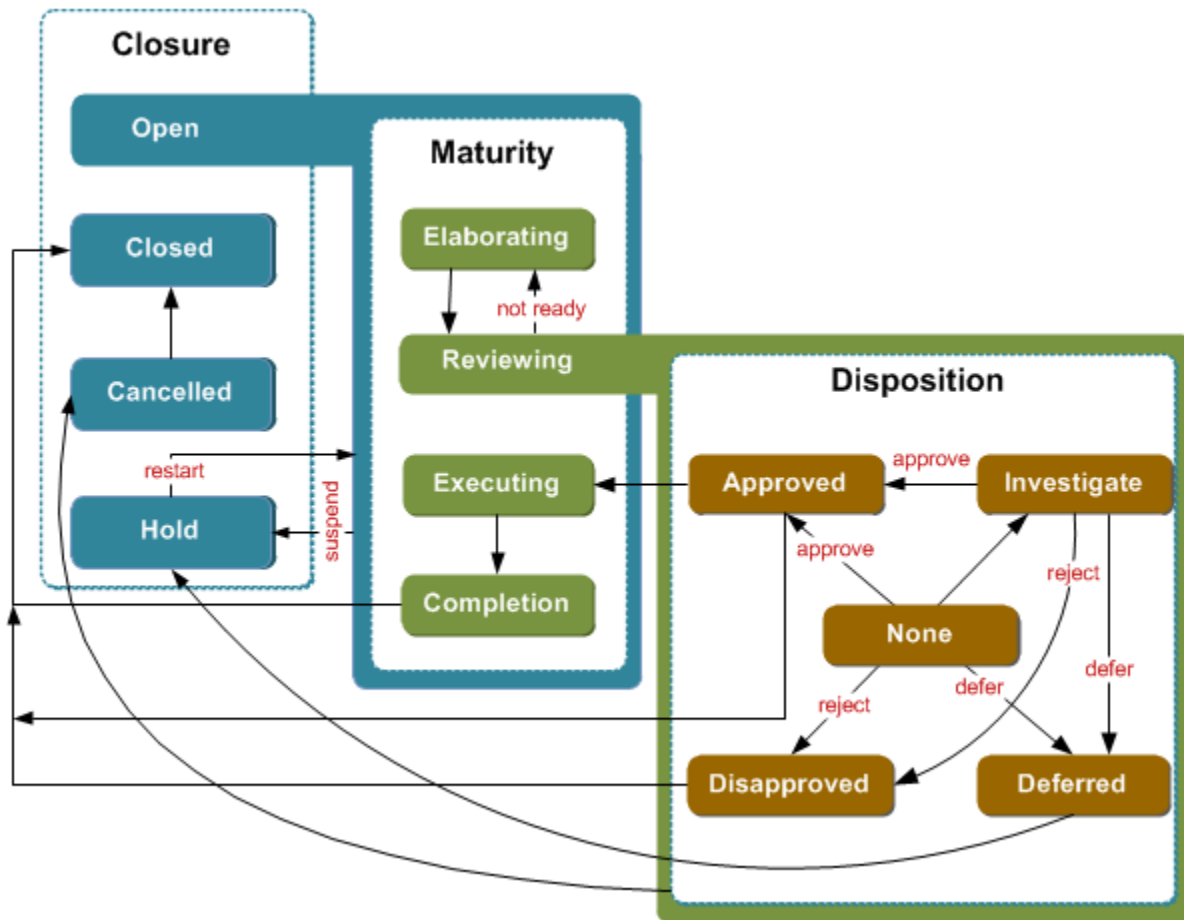 Closure
Open
Maturity
Closed
Elaborating
not ready
Reviewing
Cancelled
Disposition
restart
Hold
suspend
Executing
Completion
Approved
approve
Investigate
approve
reject
None
reject
defer
defer
Disapproved
Deferred